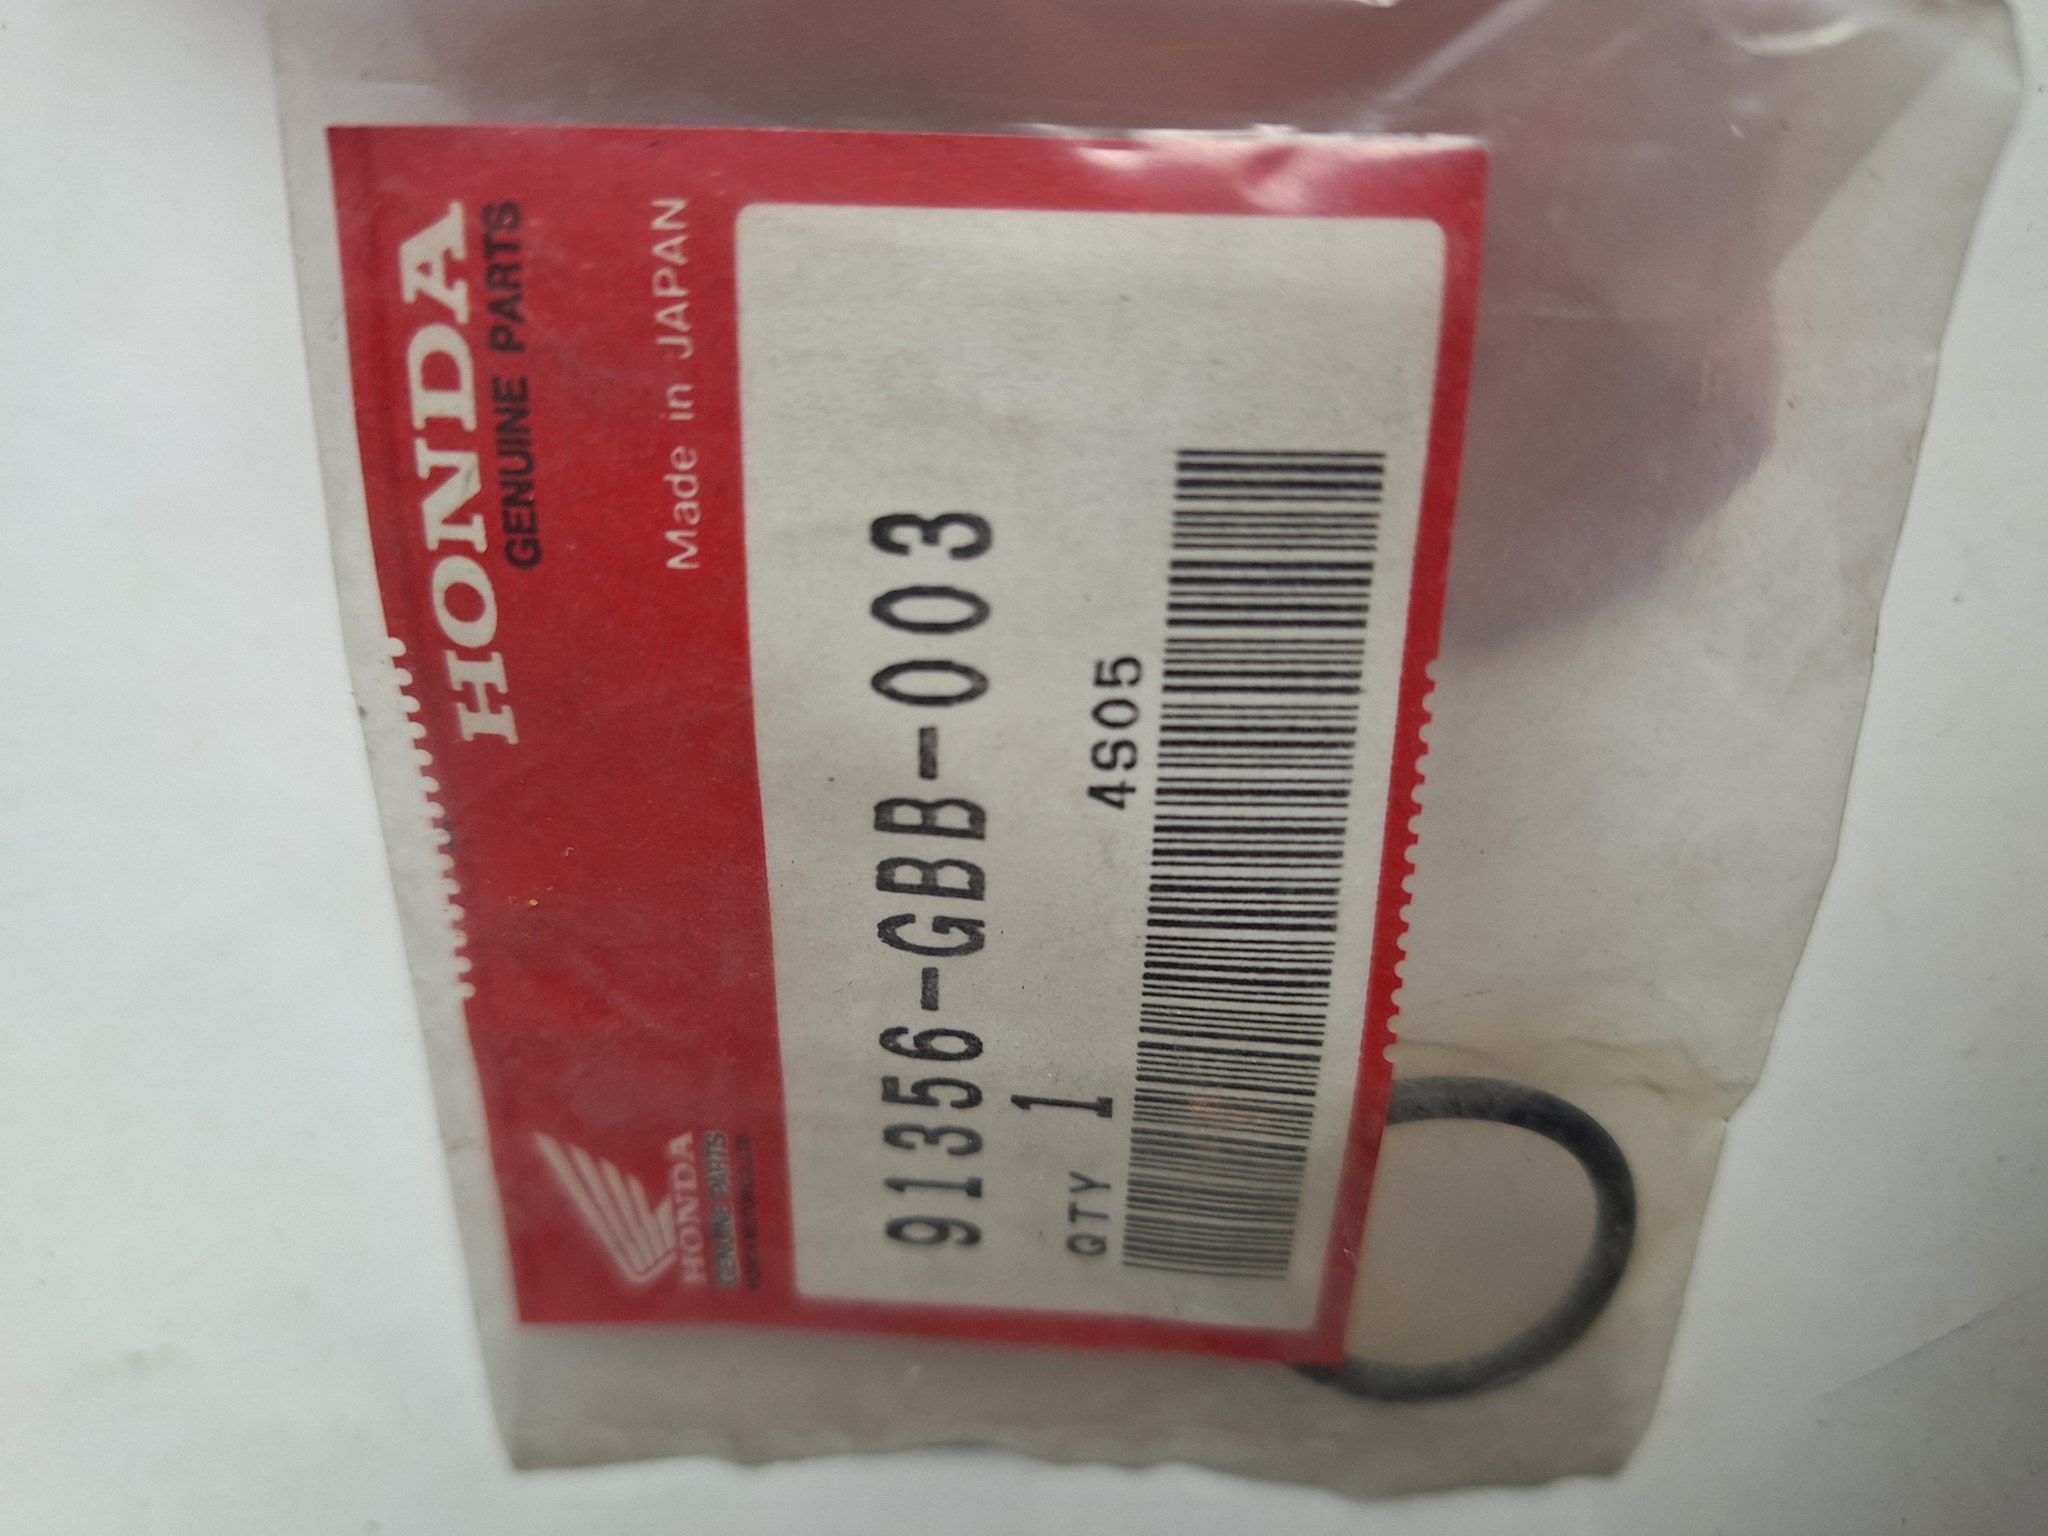 HONDA
GENUINE PARTS
Made in JAPAN
HONDA
GENUINE PARTS
91356-GBB-003
QTY 1
4S05